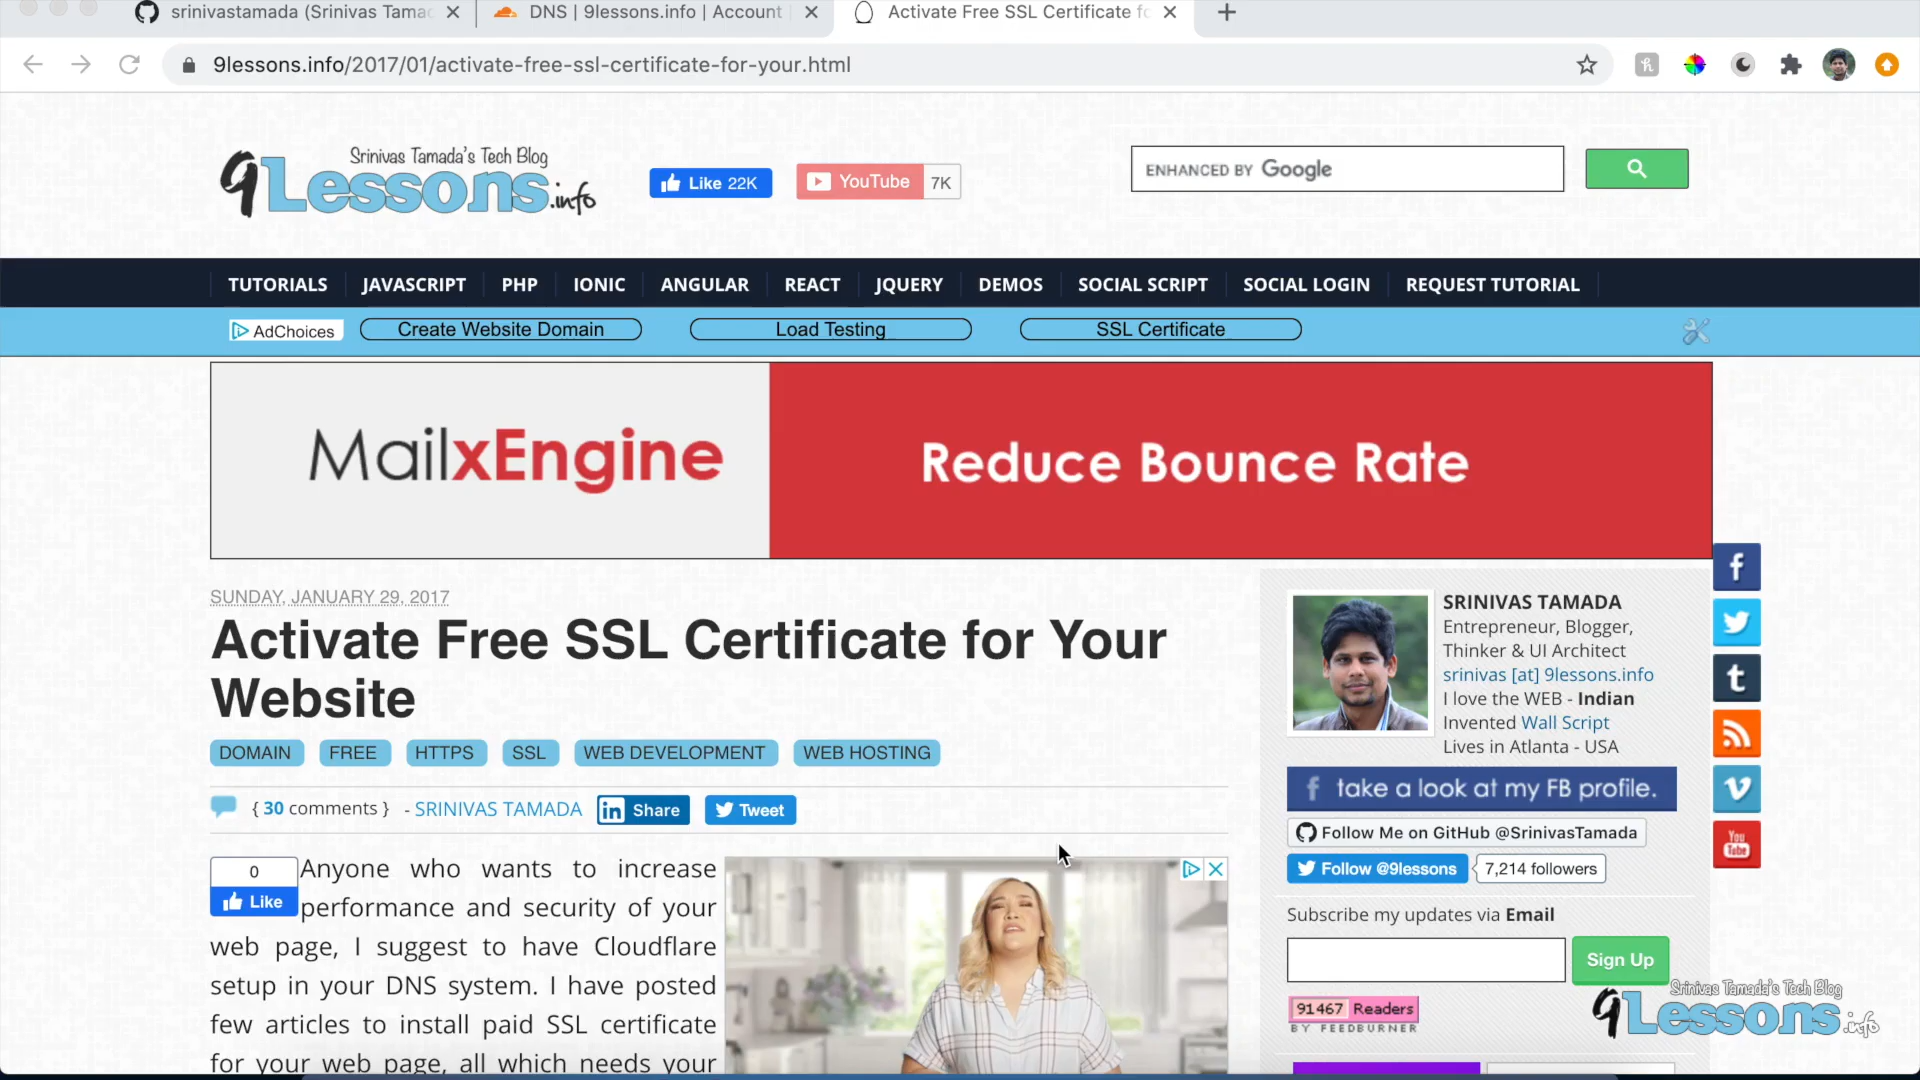 srinivastamada (Srinivas Tamac
DNS | 9lessons.info | Account
Activate Free SSL Certificate fo
9lessons.info/2017/01/activate-free-ssl-certificate-for-your.html
Srinivas Tamada's Tech Blog
9Lessons.info
Like 22K
YouTube 7K
ENHANCED BY Google
TUTORIALS JAVASCRIPT PHP IONIC ANGULAR REACT JQUERY DEMOS SOCIAL SCRIPT SOCIAL LOGIN REQUEST TUTORIAL
AdChoices Create Website Domain Load Testing SSL Certificate
MailxEngine Reduce Bounce Rate
SUNDAY, JANUARY 29, 2017
Activate Free SSL Certificate for Your
Website
DOMAIN FREE HTTPS SSL WEB DEVELOPMENT WEB HOSTING
{ 30 comments } - SRINIVAS TAMADA in Share Tweet
0
Like
Anyone who wants to increase
performance and security of your
web page, I suggest to have Cloudflare
setup in your DNS system. I have posted
few articles to install paid SSL certificate
for your web page, all which needs your
SRINIVAS TAMADA
Entrepreneur, Blogger,
Thinker & UI Architect
srinivas [at] 9lessons.info
I love the WEB - Indian
Invented Wall Script
Lives in Atlanta - USA
f take a look at my FB profile.
Follow Me on GitHub @SrinivasTamada
Follow @9lessons 7,214 followers
Subscribe my updates via Email
Sign Up
91467 Readers
BY FEEDBURNER
f
t
v
You
Tube
Srinivas Tamada's Tech Blog
9Lessons.info